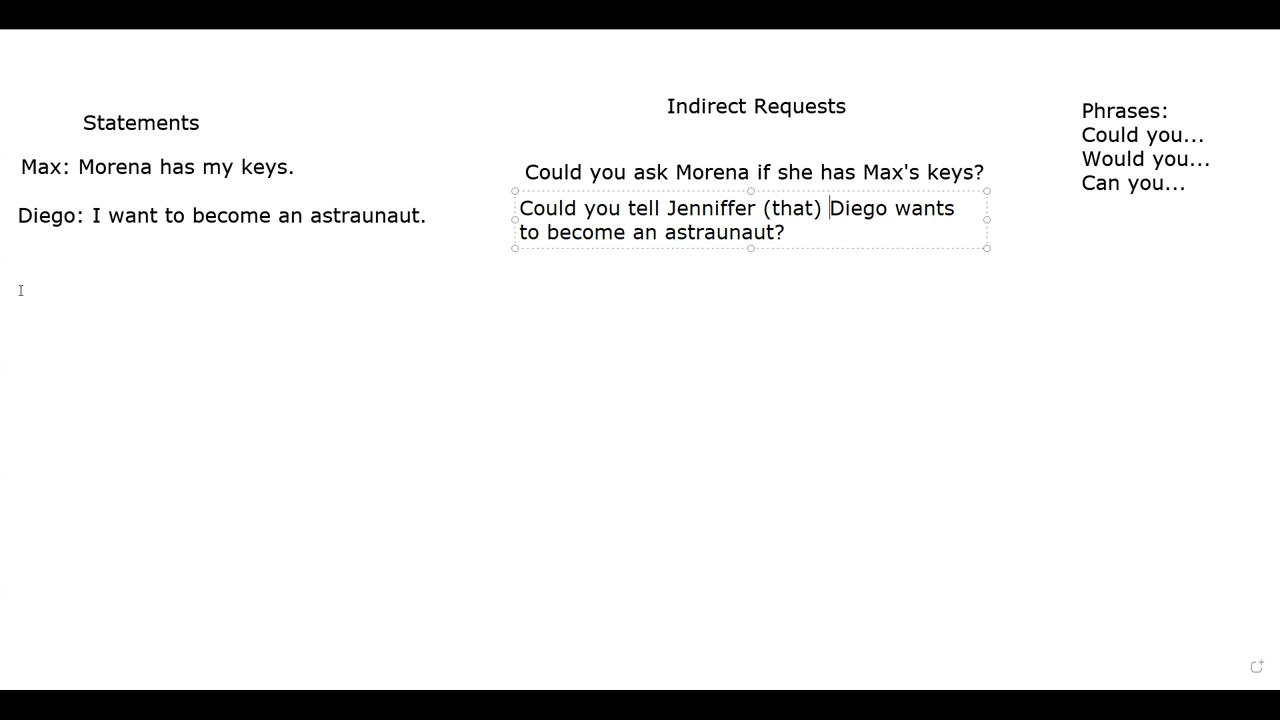 Statements
Max: Morena has my keys.
Diego: I want to become an astraunaut.
Indirect Requests
Could you ask Morena if she has Max's keys?
Could you tell Jenniffer (that) Diego wants
to become an astraunaut?
Phrases:
Could you...
Would you...
Can you...